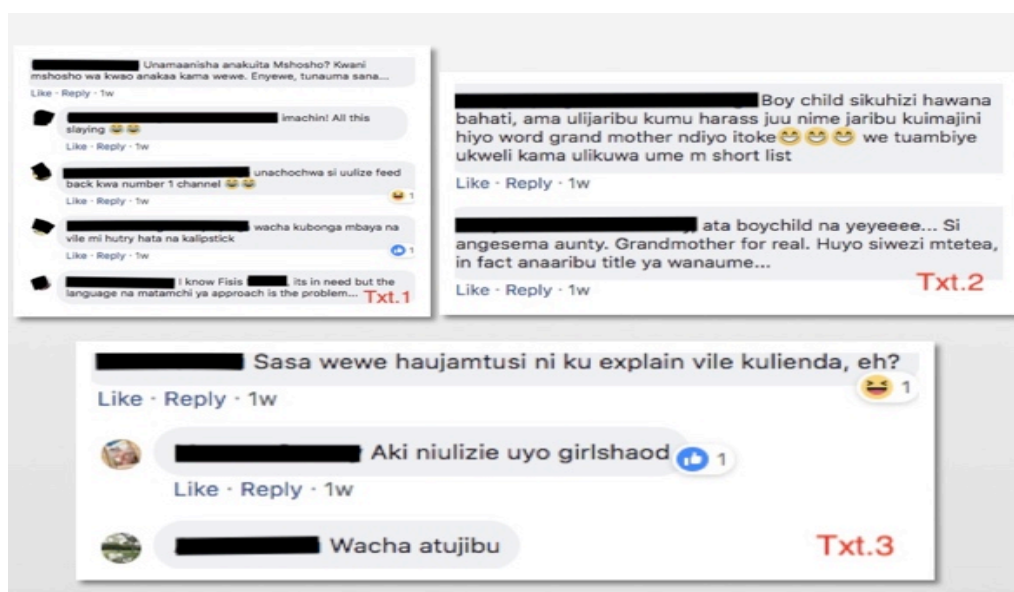 Unamaanisha anakuita Mshosho? Kwani
mshosho wa kwao anakaa kama wewe. Enyewe, tunauma sana...
Like · Reply · 1w
imachin! All this
slaying 😂😂
Like · Reply · 1w
unachochwa si uulize feed
back kwa number 1 channel 😂😂
Like · Reply · 1w
1
wacha kubonga mbaya na
vile mi hutry hata na kalipstick
Like · Reply · 1w
1
I know Fisis , its in need but the
language na matamchi ya approach is the problem... Txt.1
Boy child sikuhizi hawana
bahati, ama ulijaribu kumu harass juu nime jaribu kuimajini
hiyo word grand mother ndiyo itoke😁😁😁 we tuambiye
ukweli kama ulikuwa ume m short list
Like · Reply · 1w
, ata boychild na yeyeeee... Si
angesema aunty. Grandmother for real. Huyo siwezi mtetea,
in fact anaaribu title ya wanaume...
Like · Reply · 1w
Txt.2
Sasa wewe haujamtusi ni ku explain vile kulienda, eh?
Like · Reply · 1w
1
Aki niulizie uyo girlshaod
1
Like · Reply · 1w
Wacha atujibu
Txt.3